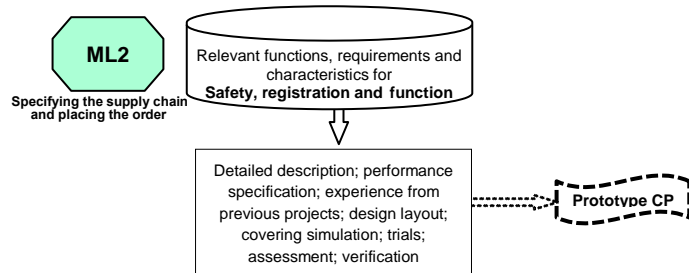 ML2
Specifying the supply chain
and placing the order
Relevant functions, requirements and
characteristics for
Safety, registration and function
Detailed description; performance
specification; experience from
previous projects; design layout;
covering simulation; trials;
assessment; verification
Prototype CP